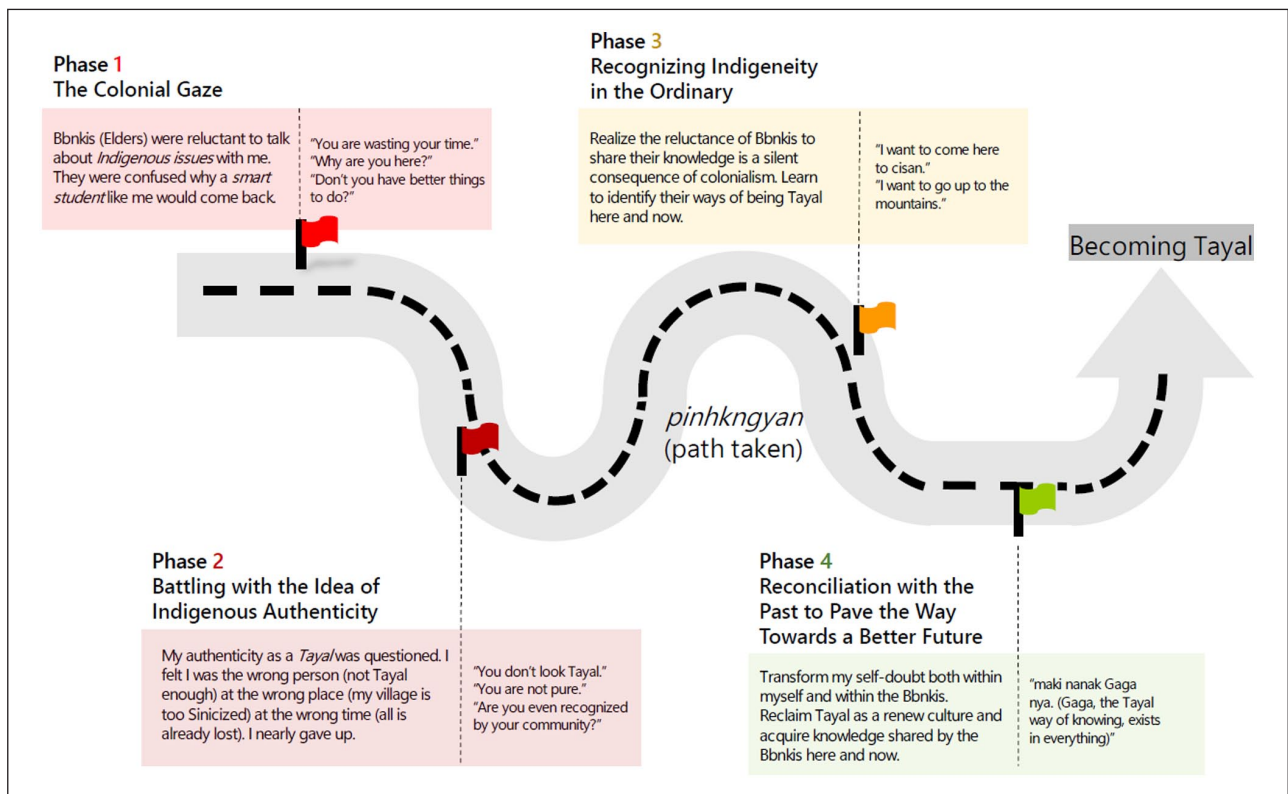 Phase 1
The Colonial Gaze
Bbnkis (Elders) were reluctant to talk
about Indigenous issues with me.
They were confused why a smart
student like me would come back.
"You are wasting your time."
"Why are you here?"
"Don't you have better things
to do?"
Phase 2
Battling with the Idea of
Indigenous Authenticity
My authenticity as a Tayal was questioned. I
felt I was the wrong person (not Tayal
enough) at the wrong place (my village is
too Sinicized) at the wrong time (all is
already lost). I nearly gave up.
"You don't look Tayal."
"You are not pure."
"Are you even recognized
by your community?"
Phase 3
Recognizing Indigeneity
in the Ordinary
Realize the reluctance of Bbnkis to
share their knowledge is a silent
consequence of colonialism. Learn
to identify their ways of being Tayal
here and now.
"I want to come here
to cisan."
"I want to go up to the
mountains."
pinhkngyan
(path taken)
Phase 4
Reconciliation with the
Past to Pave the Way
Towards a Better Future
Transform my self-doubt both within
myself and within the Bbnkis.
Reclaim Tayal as a renew culture and
acquire knowledge shared by the
Bbnkis here and now.
"maki nanak Gaga
nya. (Gaga, the Tayal
way of knowing, exists
in everything)"
Becoming Tayal